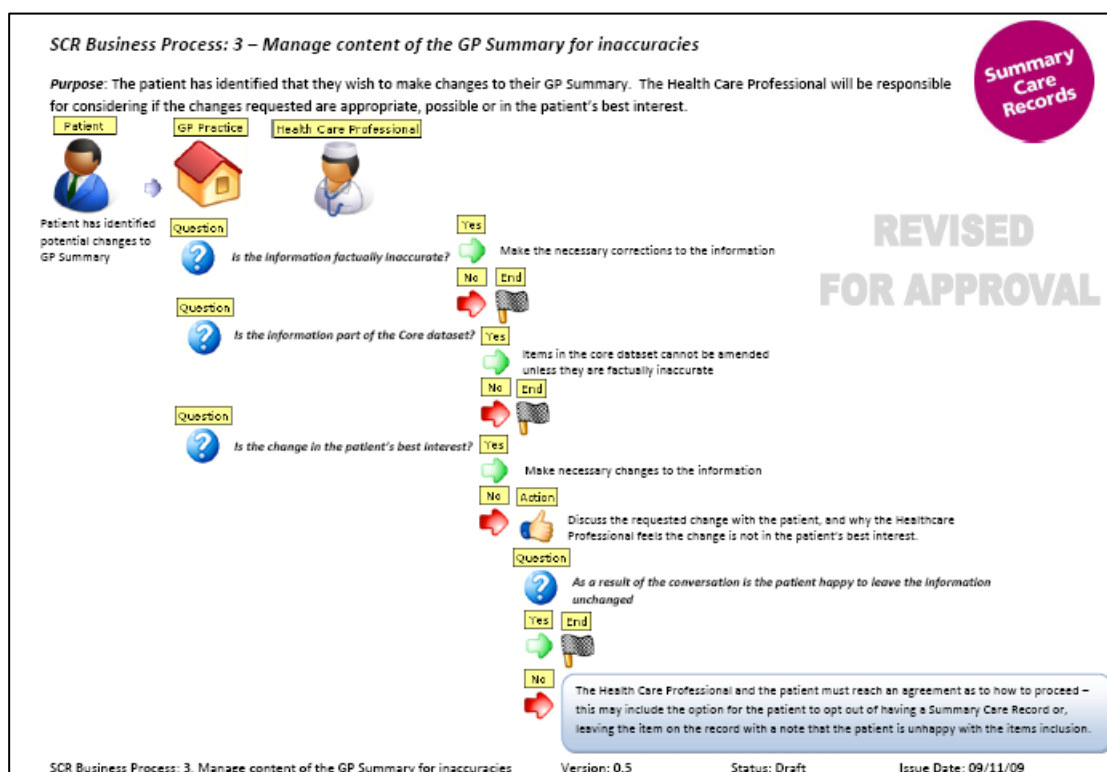 SCR Business Process: 3 – Manage content of the GP Summary for inaccuracies
Summary
Care
Records
Purpose: The patient has identified that they wish to make changes to their GP Summary. The Health Care Professional will be responsible
for considering if the changes requested are appropriate, possible or in the patient's best interest.
Patient
GP Practice
Health Care Professional
Patient has identified
potential changes to
GP Summary
REVISED
FOR APPROVAL
Question
Is the information factually inaccurate?
Yes
Make the necessary corrections to the information
No End
Question
Is the information part of the Core dataset?
Yes
Items in the core dataset cannot be amended
unless they are factually inaccurate
No End
Question
Is the change in the patient's best interest?
Yes
Make necessary changes to the information
No Action
Discuss the requested change with the patient, and why the Healthcare
Professional feels the change is not in the patient's best interest.
Question
As a result of the conversation is the patient happy to leave the information
unchanged
Yes End
No
The Health Care Professional and the patient must reach an agreement as to how to proceed –
this may include the option for the patient to opt out of having a Summary Care Record or,
leaving the item on the record with a note that the patient is unhappy with the items inclusion.
SCR Business Process: 3. Manage content of the GP Summary for inaccuracies Version: 0.5 Status: Draft Issue Date: 09/11/09